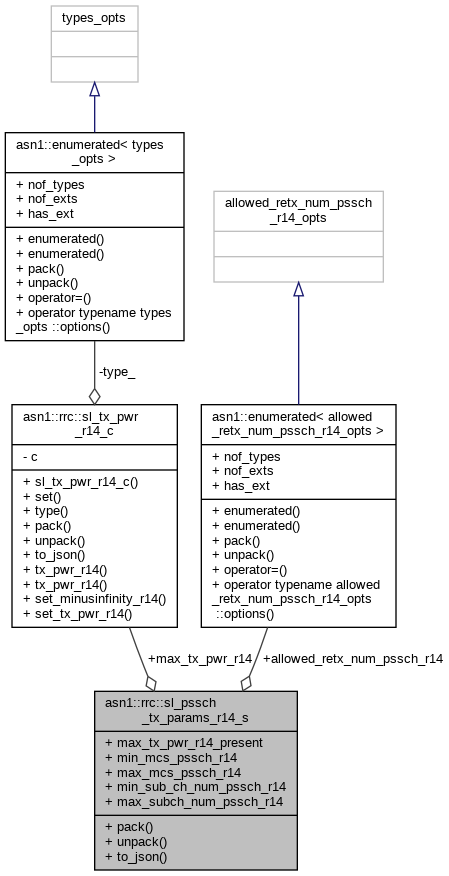 types_opts
asn1::enumerated< types
_opts >
+ nof_types
+ nof_exts
+ has_ext
+ enumerated()
+ enumerated()
+ pack()
+ unpack()
+ operator=()
+ operator typename types
_opts ::options()
allowed_retx_num_pssch
_r14_opts
-type_
asn1::rrc::sl_tx_pwr
_r14_c
- c
+ sl_tx_pwr_r14_c()
+ set()
+ type()
+ pack()
+ unpack()
+ to_json()
+ tx_pwr_r14()
+ tx_pwr_r14()
+ set_minusinfinity_r14()
+ set_tx_pwr_r14()
asn1::enumerated< allowed
_retx_num_pssch_r14_opts >
+ nof_types
+ nof_exts
+ has_ext
+ enumerated()
+ enumerated()
+ pack()
+ unpack()
+ operator=()
+ operator typename allowed
_retx_num_pssch_r14_opts
::options()
+max_tx_pwr_r14
+allowed_retx_num_pssch_r14
asn1::rrc::sl_pssch
_tx_params_r14_s
+ max_tx_pwr_r14_present
+ min_mcs_pssch_r14
+ max_mcs_pssch_r14
+ min_sub_ch_num_pssch_r14
+ max_subch_num_pssch_r14
+ pack()
+ unpack()
+ to_json()